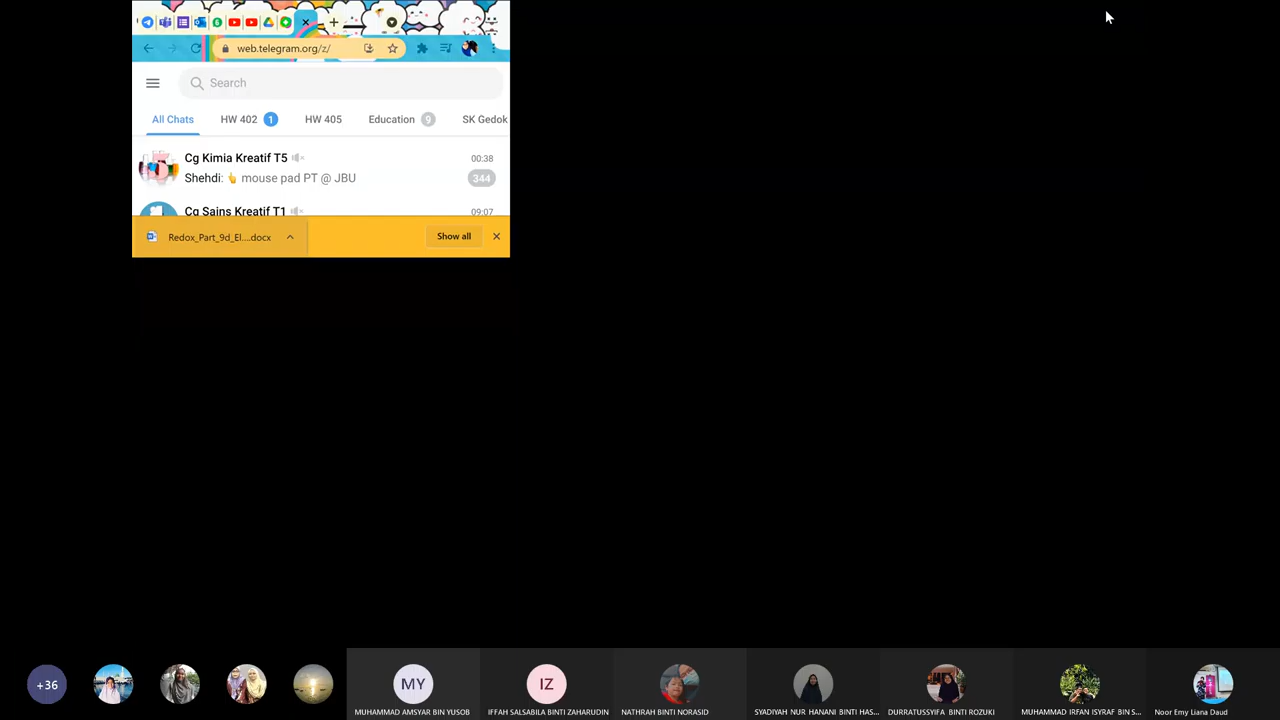 web.telegram.org/z/
Search
All Chats HW 402 1 HW 405 Education 9 SK Gedok
Cg Kimia Kreatif T5 00:38
Shehdi: 👆 mouse pad PT @ JBU 344
Cg Sains Kreatif T1 09:07
Redox_Part_9d_El....docx Show all
+36 MY IZ
MUHAMMAD AMSYAR BIN YUSOB IFFAH SALSABILA BINTI ZAHARUDIN NATHRAH BINTI NORASID SYADIYAH NUR HANANI BINTI HAS... DURRATUSSYIFA BINTI ROZUKI MUHAMMAD IRFAN ISYRAF BIN S... Noor Emy Liana Daud